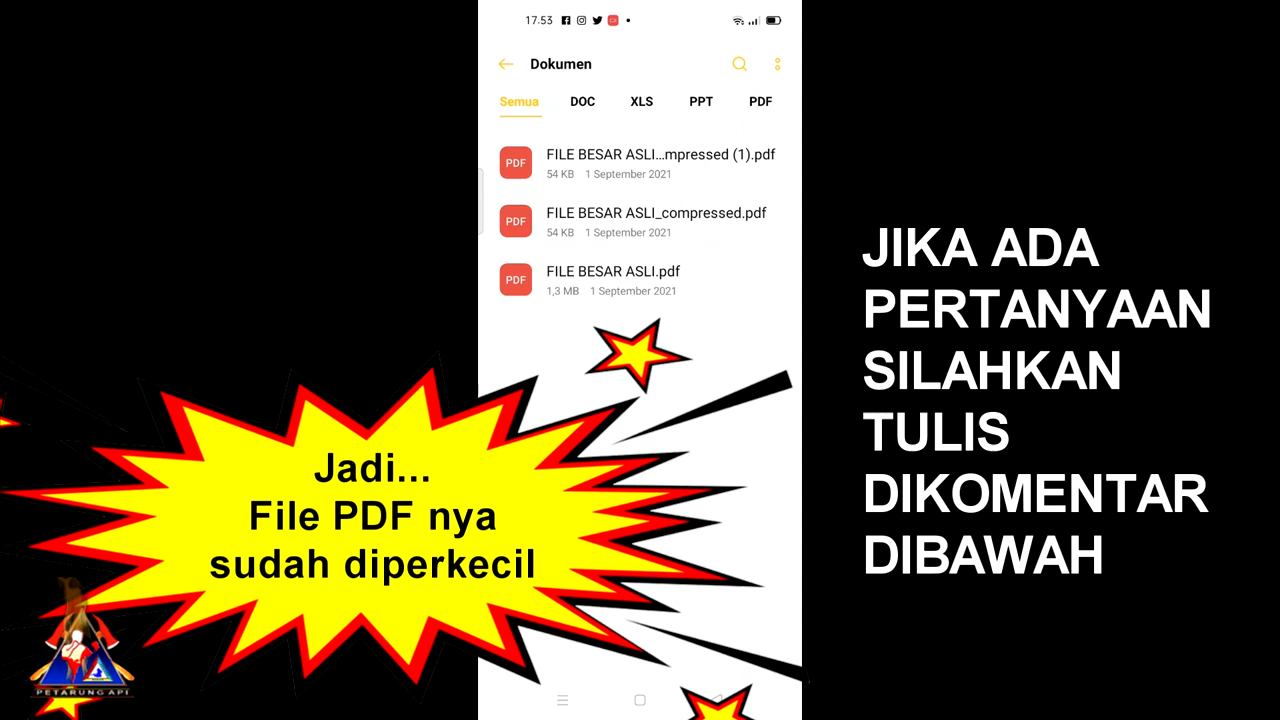 17.53
Dokumen
Semua DOC XLS PPT PDF
PDF FILE BESAR ASLI...mpressed (1).pdf
54 KB 1 September 2021
PDF FILE BESAR ASLI_compressed.pdf
54 KB 1 September 2021
PDF FILE BESAR ASLI.pdf
1,3 MB 1 September 2021
Jadi...
File PDF nya
sudah diperkecil
JIKA ADA
PERTANYAAN
SILAHKAN
TULIS
DIKOMENTAR
DIBAWAH
PETARUNG API